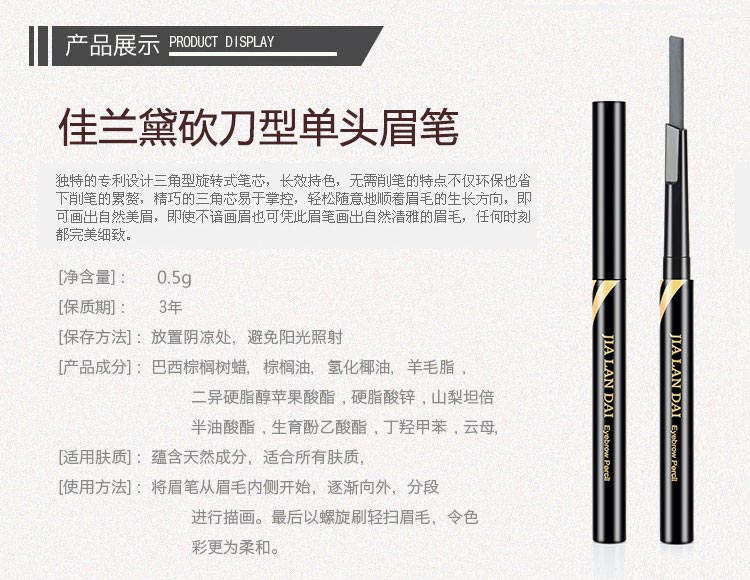 产品展示 PRODUCT DISPLAY
佳兰黛砍刀型单头眉笔
独特的专利设计三角型旋转式笔芯，长效持色，无需削笔的特点不仅环保也省
下削笔的累赘，精巧的三角芯易于掌控，轻松随意地顺着眉毛的生长方向，即
可画出自然美眉，即使不谙画眉也可凭此眉笔画出自然清雅的眉毛，任何时刻
都完美细致。
[净含量]： 0.5g
[保质期]： 3年
[保存方法]：放置阴凉处，避免阳光照射
[产品成分]：巴西棕榈树蜡，棕榈油，氢化椰油，羊毛脂，
二异硬脂醇苹果酸酯，硬脂酸锌，山梨坦倍
半油酸酯，生育酚乙酸酯，丁羟甲苯，云母,
[适用肤质]：蕴含天然成分，适合所有肤质,
[使用方法]：将眉笔从眉毛内侧开始，逐渐向外，分段
进行描画。最后以螺旋刷轻扫眉毛，令色
彩更为柔和。
JIA LAN DAI Eyebrow Pencil
JIA LAN DAI Eyebrow Pencil